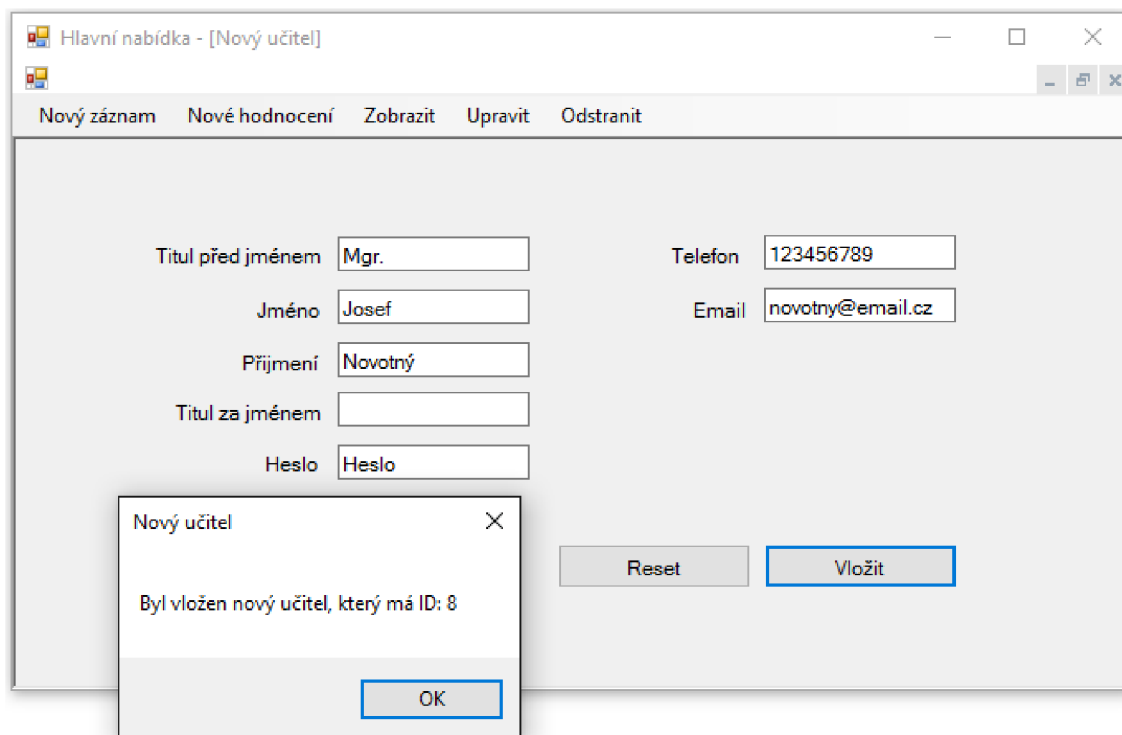 Hlavní nabídka - [Nový učitel]
Nový záznam Nové hodnocení Zobrazit Upravit Odstranit
Titul před jménem Mgr.
Telefon 123456789
Jméno Josef
Email novotny@email.cz
Přijmení Novotný
Titul za jménem
Heslo Heslo
Reset Vložit
Nový učitel
Byl vložen nový učitel, který má ID: 8
OK